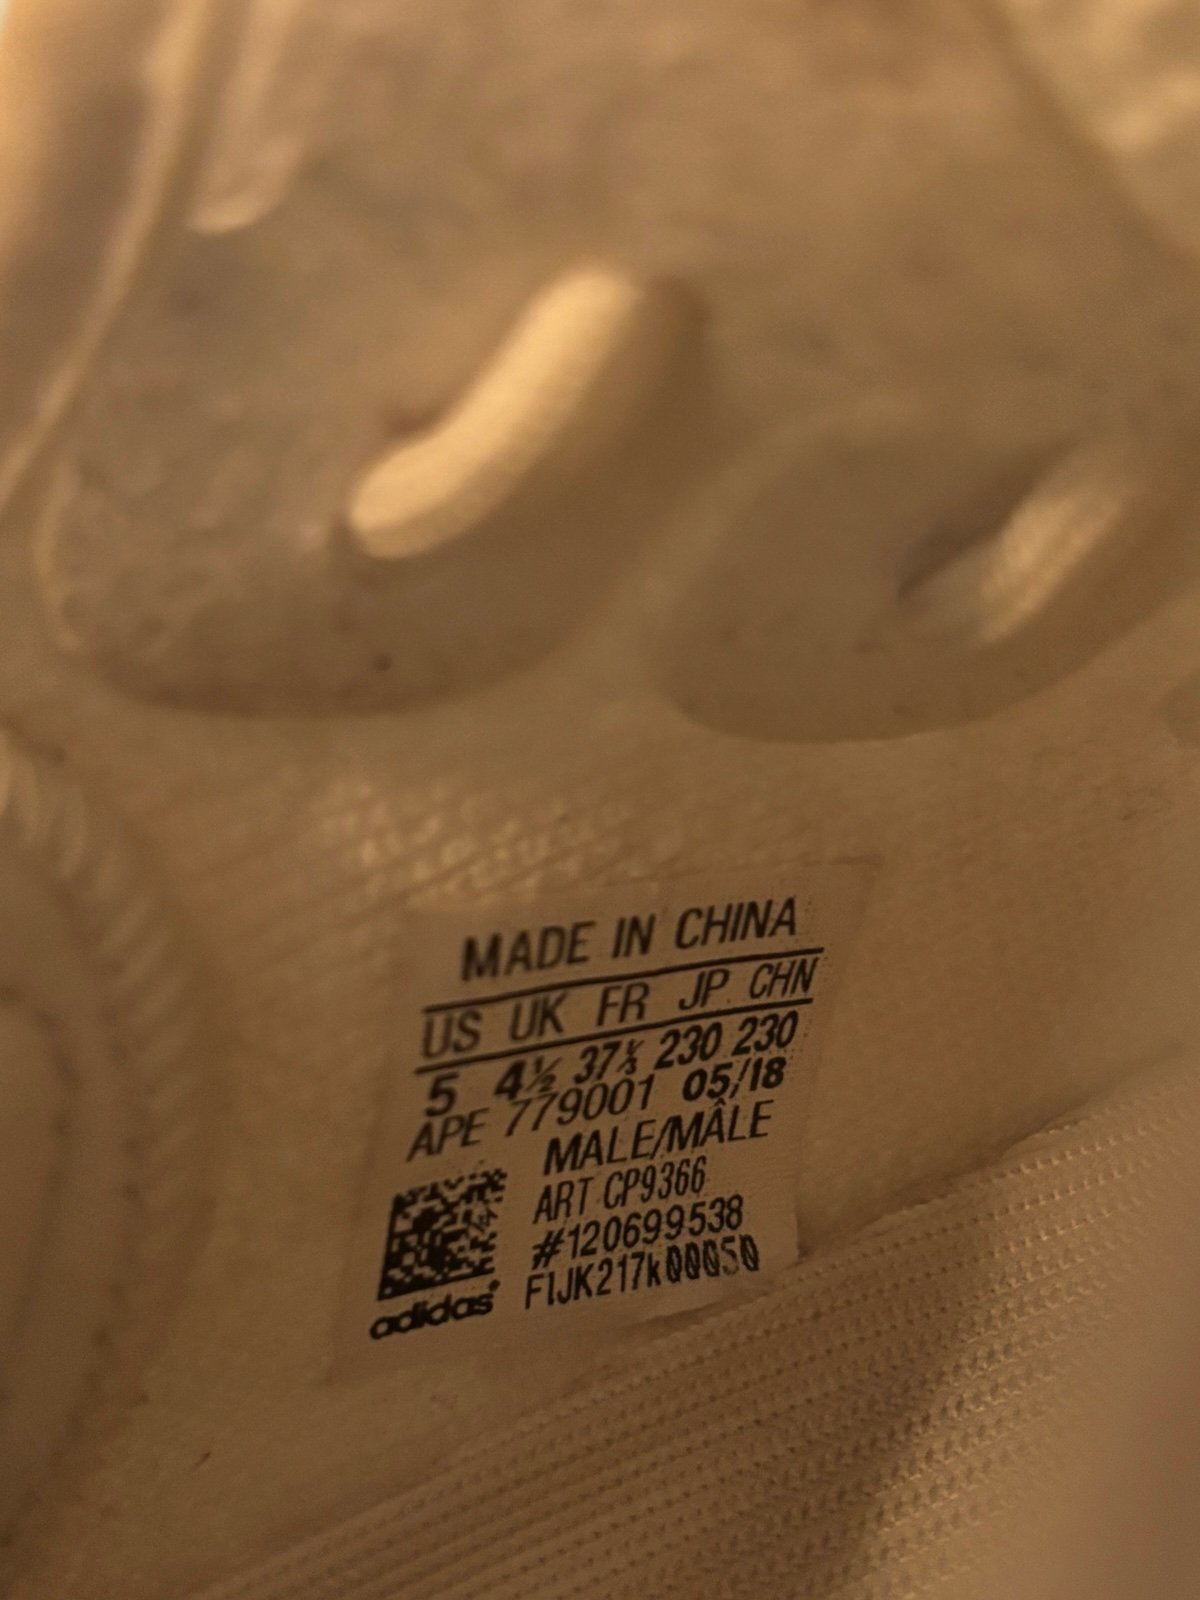 MADE IN CHINA
US UK FR JP CHN
5 4½ 37⅓ 230 230
APE 779001 05/18
MALE/MÂLE
ART CP9366
#120699538
F1JK217k00050
adidas®